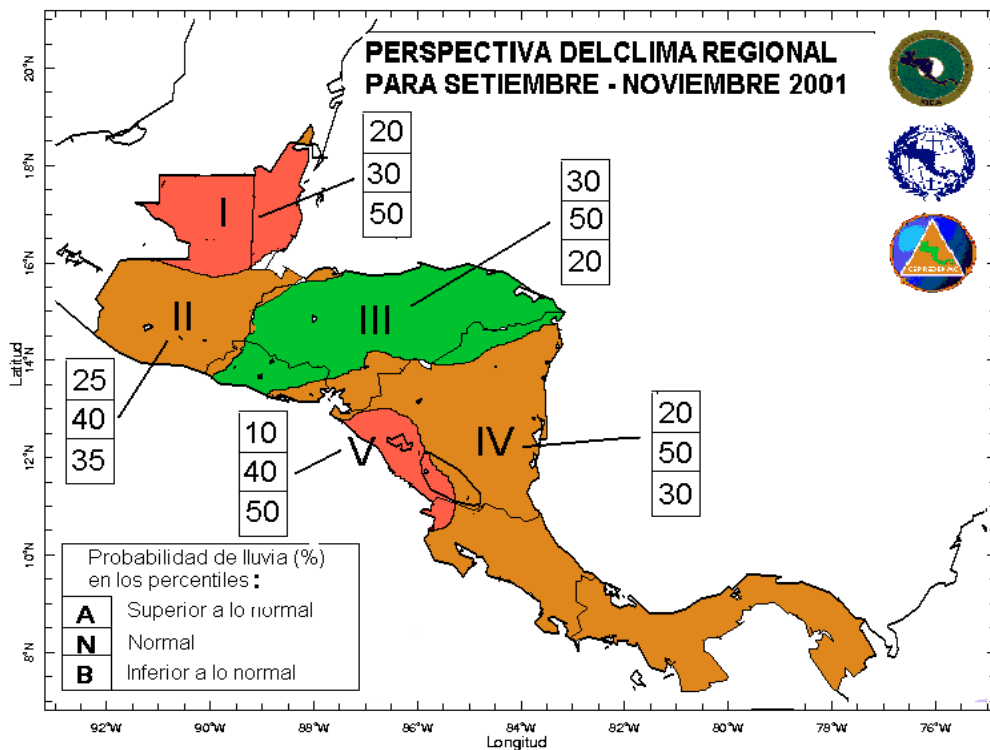 PERSPECTIVA DELCLIMA REGIONAL
PARA SETIEMBRE - NOVIEMBRE 2001
20
30
50
I
30
50
20
II
III
25
40
35
10
40
50
V
IV
20
50
30
Probabilidad de lluvia (%)
en los percentiles :
A Superior a lo normal
N Normal
B Inferior a lo normal
Latitud
20°N
18°N
16°N
14°N
12°N
10°N
8°N
92°W 90°W 88°W 86°W 84°W 82°W 80°W 78°W 76°W
Longitud